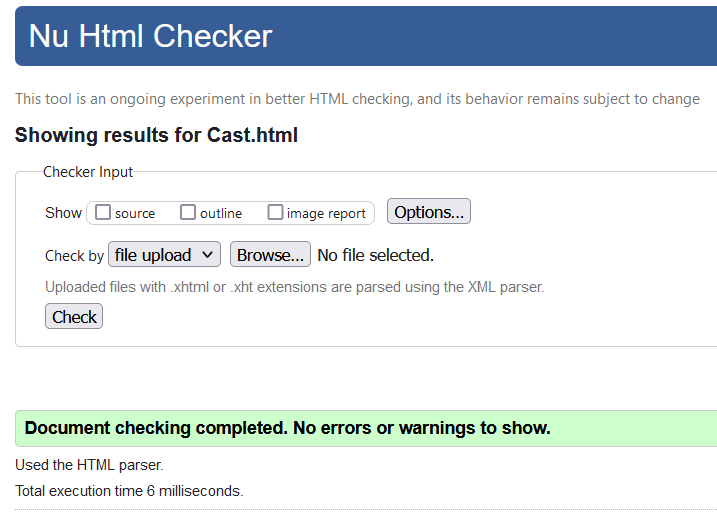 Nu Html Checker
This tool is an ongoing experiment in better HTML checking, and its behavior remains subject to change
Showing results for Cast.html
Checker Input
Show source outline image report Options...
Check by file upload Browse... No file selected.
Uploaded files with .xhtml or .xht extensions are parsed using the XML parser.
Check
Document checking completed. No errors or warnings to show.
Used the HTML parser.
Total execution time 6 milliseconds.